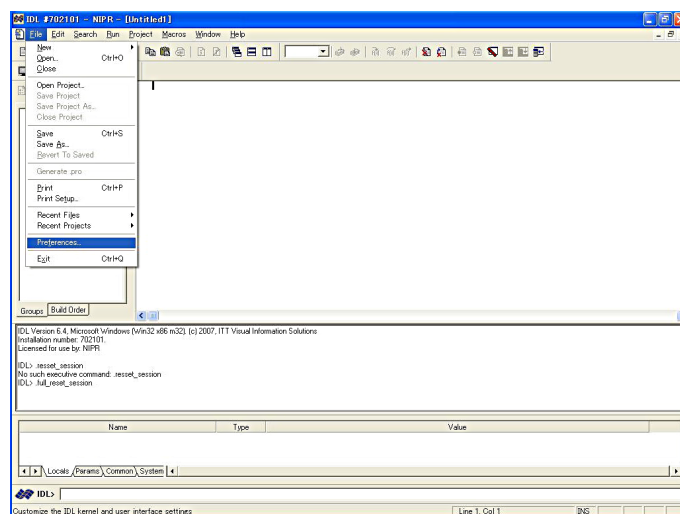 IDL #702101 - NIPR - [Untitled1]
File Edit Search Run Project Macros Window Help
New
Open... Ctrl+O
Close
Open Project...
Save Project
Save Project As...
Close Project
Save Ctrl+S
Save As...
Revert To Saved
Generate pro
Print Ctrl+P
Print Setup...
Recent Files
Recent Projects
Preferences...
Exit Ctrl+Q
Groups Build Order
IDL Version 6.4, Microsoft Windows (Win32 x86 m32). (c) 2007, ITT Visual Information Solutions
Installation number: 702101.
Licensed for use by: NIPR
IDL> .resset_session
No such executive command: .resset_session
IDL> .full_reset_session
Name Type Value
Locals Params Common System
IDL>
Customize the IDL kernel and user interface settings Line 1, Col 1 INS